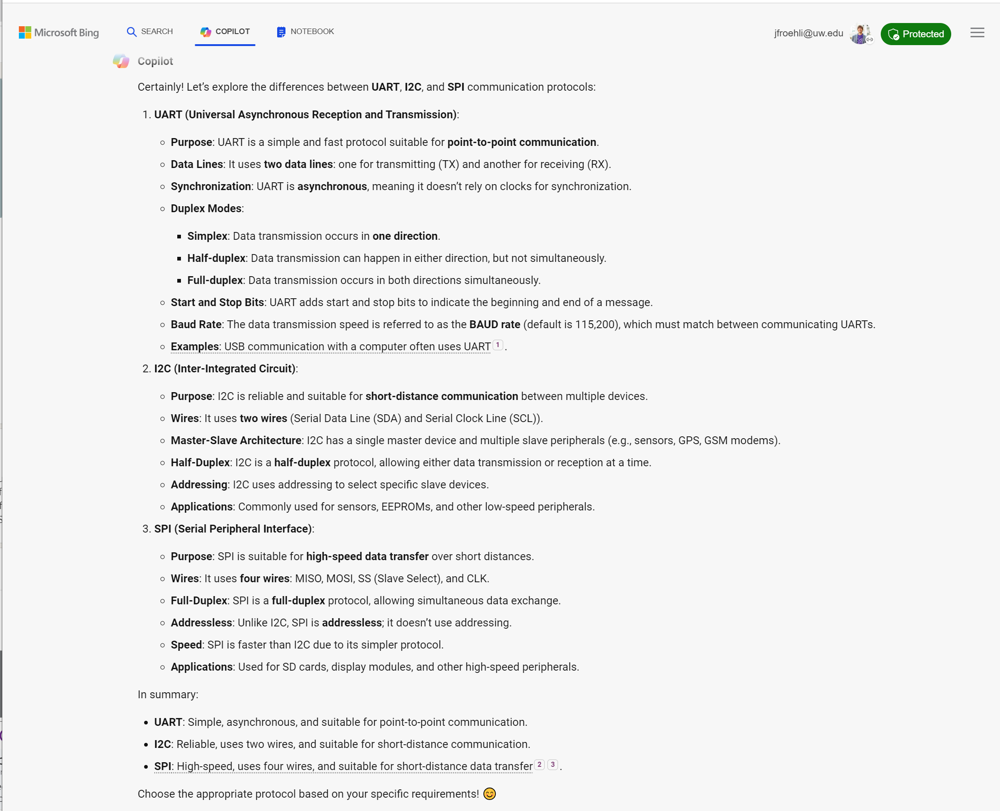 Microsoft Bing
SEARCH
COPILOT
NOTEBOOK
jfroehli@uw.edu
Protected
Copilot
Certainly! Let’s explore the differences between UART, I2C, and SPI communication protocols:
1. UART (Universal Asynchronous Reception and Transmission):
Purpose: UART is a simple and fast protocol suitable for point-to-point communication.
Data Lines: It uses two data lines: one for transmitting (TX) and another for receiving (RX).
Synchronization: UART is asynchronous, meaning it doesn’t rely on clocks for synchronization.
Duplex Modes:
Simplex: Data transmission occurs in one direction.
Half-duplex: Data transmission can happen in either direction, but not simultaneously.
Full-duplex: Data transmission occurs in both directions simultaneously.
Start and Stop Bits: UART adds start and stop bits to indicate the beginning and end of a message.
Baud Rate: The data transmission speed is referred to as the BAUD rate (default is 115,200), which must match between communicating UARTs.
Examples: USB communication with a computer often uses UART 1 .
2. I2C (Inter-Integrated Circuit):
Purpose: I2C is reliable and suitable for short-distance communication between multiple devices.
Wires: It uses two wires (Serial Data Line (SDA) and Serial Clock Line (SCL)).
Master-Slave Architecture: I2C has a single master device and multiple slave peripherals (e.g., sensors, GPS, GSM modems).
Half-Duplex: I2C is a half-duplex protocol, allowing either data transmission or reception at a time.
Addressing: I2C uses addressing to select specific slave devices.
Applications: Commonly used for sensors, EEPROMs, and other low-speed peripherals.
3. SPI (Serial Peripheral Interface):
Purpose: SPI is suitable for high-speed data transfer over short distances.
Wires: It uses four wires: MISO, MOSI, SS (Slave Select), and CLK.
Full-Duplex: SPI is a full-duplex protocol, allowing simultaneous data exchange.
Addressless: Unlike I2C, SPI is addressless; it doesn’t use addressing.
Speed: SPI is faster than I2C due to its simpler protocol.
Applications: Used for SD cards, display modules, and other high-speed peripherals.
In summary:
UART: Simple, asynchronous, and suitable for point-to-point communication.
I2C: Reliable, uses two wires, and suitable for short-distance communication.
SPI: High-speed, uses four wires, and suitable for short-distance data transfer 2 3 .
Choose the appropriate protocol based on your specific requirements! 😊